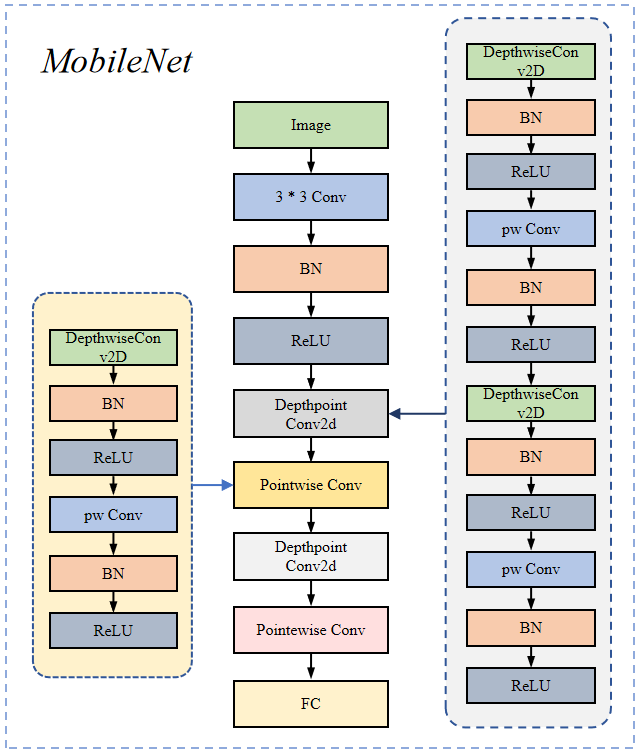 MobileNet
Image
3 * 3 Conv
BN
ReLU
Depthpoint
Conv2d
Pointwise Conv
Depthpoint
Conv2d
Pointewise Conv
FC
DepthwiseCon
v2D
BN
ReLU
pw Conv
BN
ReLU
DepthwiseCon
v2D
BN
ReLU
pw Conv
BN
ReLU
DepthwiseCon
v2D
BN
ReLU
pw Conv
BN
ReLU